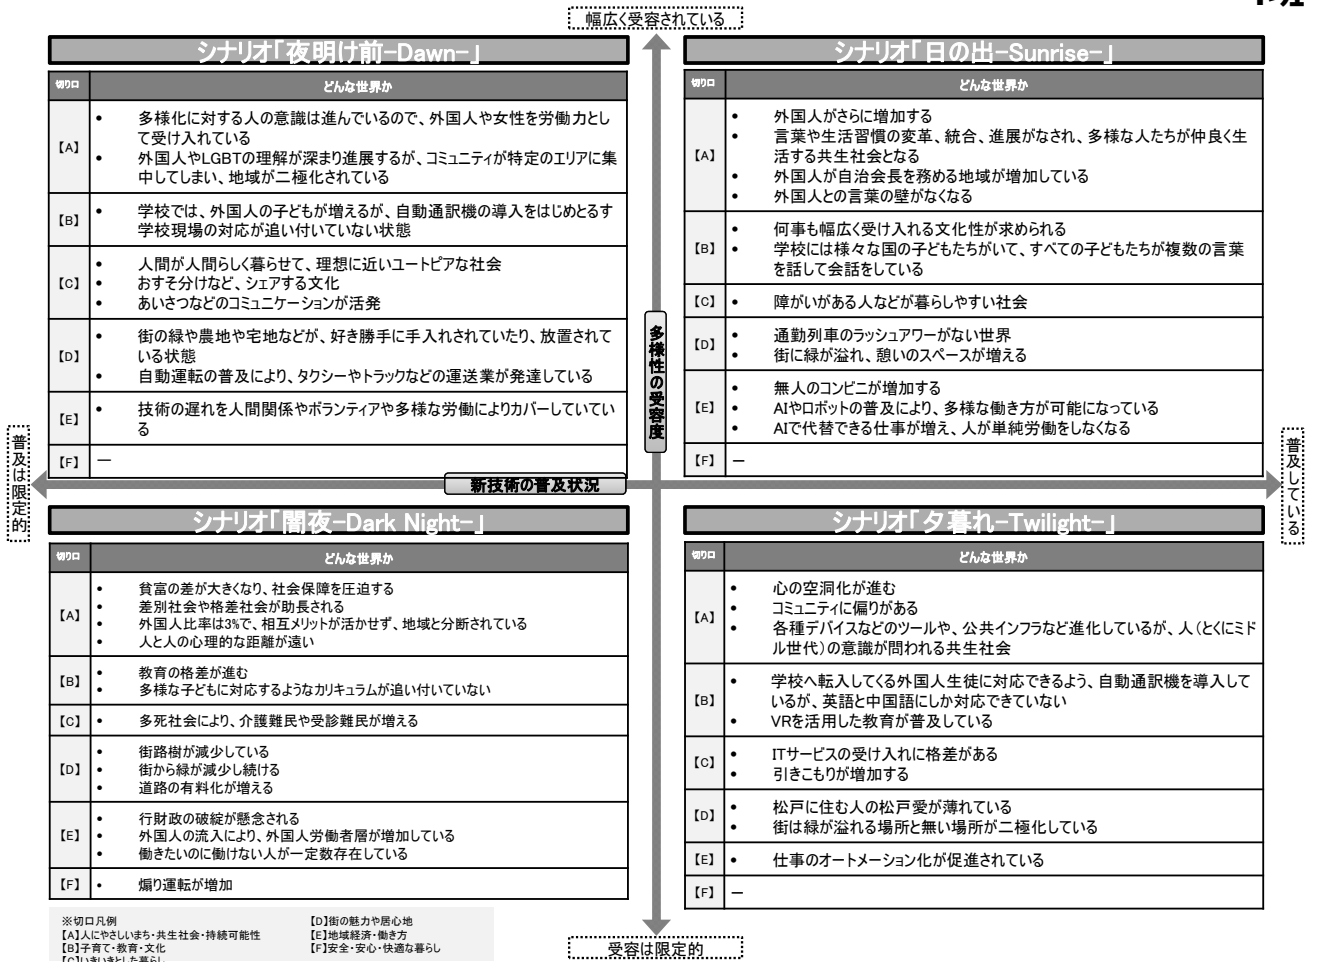 幅広く受容されている
シナリオ「夜明け前-Dawn-」
切り口
どんな世界か
【A】
• 多様化に対する人の意識は進んでいるので、外国人や女性を労働力とし
て受け入れている
• 外国人やLGBTの理解が深まり進展するが、コミュニティが特定のエリアに集
中してしまい、地域が二極化されている
【B】
• 学校では、外国人の子どもが増えるが、自動通訳機の導入をはじめとるす
学校現場の対応が追い付いていない状態
【C】
• 人間が人間らしく暮らせて、理想に近いユートピアな社会
• おすそ分けなど、シェアする文化
• あいさつなどのコミュニケーションが活発
【D】
• 街の緑や農地や宅地などが、好き勝手に手入れされていたり、放置されて
いる状態
• 自動運転の普及により、タクシーやトラックなどの運送業が発達している
【E】
• 技術の遅れを人間関係やボランティアや多様な労働によりカバーしていてい
る
【F】
－
シナリオ「日の出-Sunrise-」
切り口
どんな世界か
【A】
• 外国人がさらに増加する
• 言葉や生活習慣の変革、統合、進展がなされ、多様な人たちが仲良く生
活する共生社会となる
• 外国人が自治会長を務める地域が増加している
• 外国人との言葉の壁がなくなる
【B】
• 何事も幅広く受け入れる文化性が求められる
• 学校には様々な国の子どもたちがいて、すべての子どもたちが複数の言葉
を話して会話をしている
【C】
• 障がいがある人などが暮らしやすい社会
【D】
• 通勤列車のラッシュアワーがない世界
• 街に緑が溢れ、憩いのスペースが増える
【E】
• 無人のコンビニが増加する
• AIやロボットの普及により、多様な働き方が可能になっている
• AIで代替できる仕事が増え、人が単純労働をしなくなる
【F】
－
多様性の受容度
新技術の普及状況
普及は限定的
普及している
シナリオ「闇夜-Dark Night-」
切り口
どんな世界か
【A】
• 貧富の差が大きくなり、社会保障を圧迫する
• 差別社会や格差社会が助長される
• 外国人比率は3%で、相互メリットが活かせず、地域と分断されている
• 人と人の心理的な距離が遠い
【B】
• 教育の格差が進む
• 多様な子どもに対応するようなカリキュラムが追い付いていない
【C】
• 多死社会により、介護難民や受診難民が増える
【D】
• 街路樹が減少している
• 街から緑が減少し続ける
• 道路の有料化が増える
【E】
• 行財政の破綻が懸念される
• 外国人の流入により、外国人労働者層が増加している
• 働きたいのに働けない人が一定数存在している
【F】
• 煽り運転が増加
シナリオ「夕暮れ-Twilight-」
切り口
どんな世界か
【A】
• 心の空洞化が進む
• コミュニティに偏りがある
• 各種デバイスなどのツールや、公共インフラなど進化しているが、人（とくにミド
ル世代）の意識が問われる共生社会
【B】
• 学校へ転入してくる外国人生徒に対応できるよう、自動通訳機を導入して
いるが、英語と中国語にしか対応できていない
• VRを活用した教育が普及している
【C】
• ITサービスの受け入れに格差がある
• 引きこもりが増加する
【D】
• 松戸に住む人の松戸愛が薄れている
• 街は緑が溢れる場所と無い場所が二極化している
【E】
• 仕事のオートメーション化が促進されている
【F】
－
受容は限定的
※切口凡例
【A】人にやさしいまち・共生社会・持続可能性
【B】子育て・教育・文化
【C】いきいきとした暮らし
【D】街の魅力や居心地
【E】地域経済・働き方
【F】安全・安心・快適な暮らし